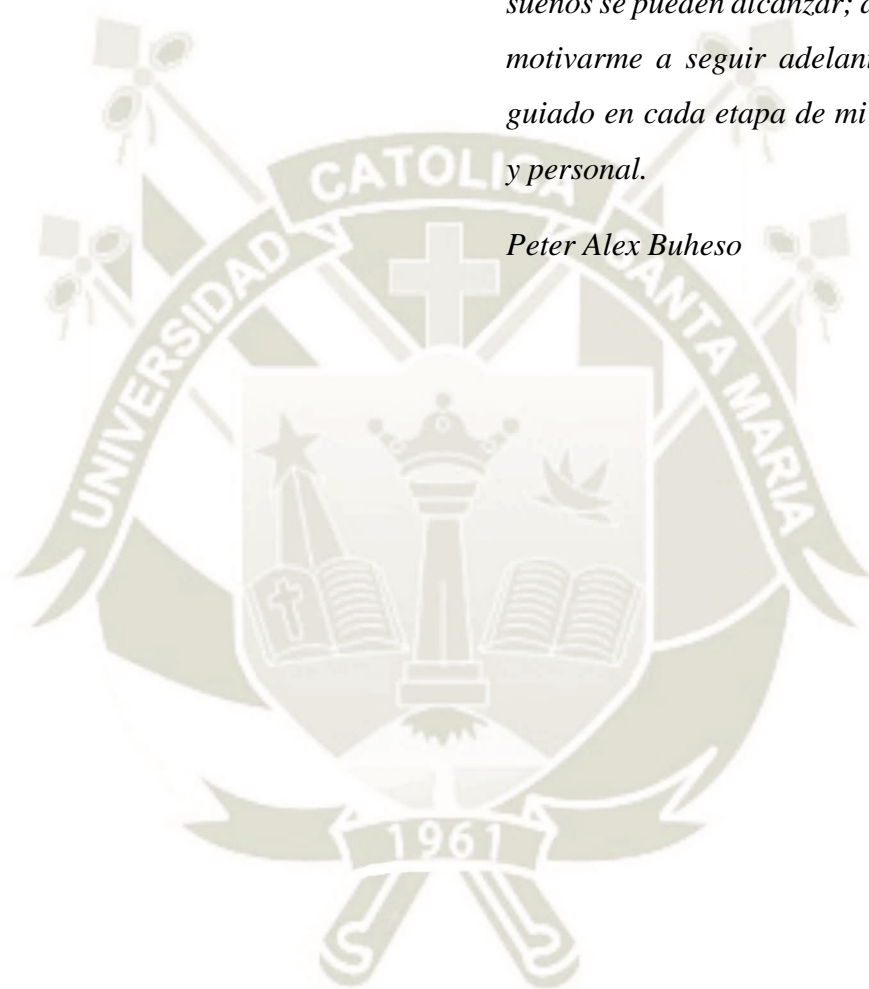 sueños se pueden alcanzar;
motivarme a seguir adelant
guiado en cada etapa de mi
y personal.
Peter Alex Buheso
UNIVERSIDAD CATOLICA SANTA MARIA
1961